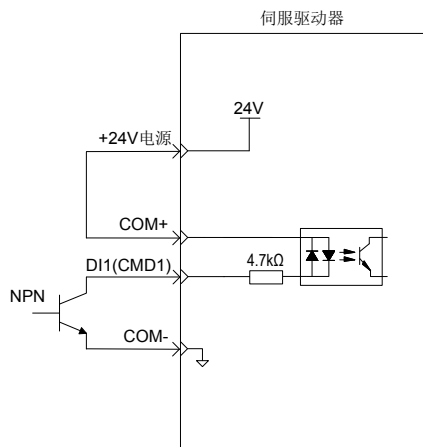 伺服驱动器
24V
+24V电源
COM+
DI1(CMD1)
4.7kΩ
NPN
COM-